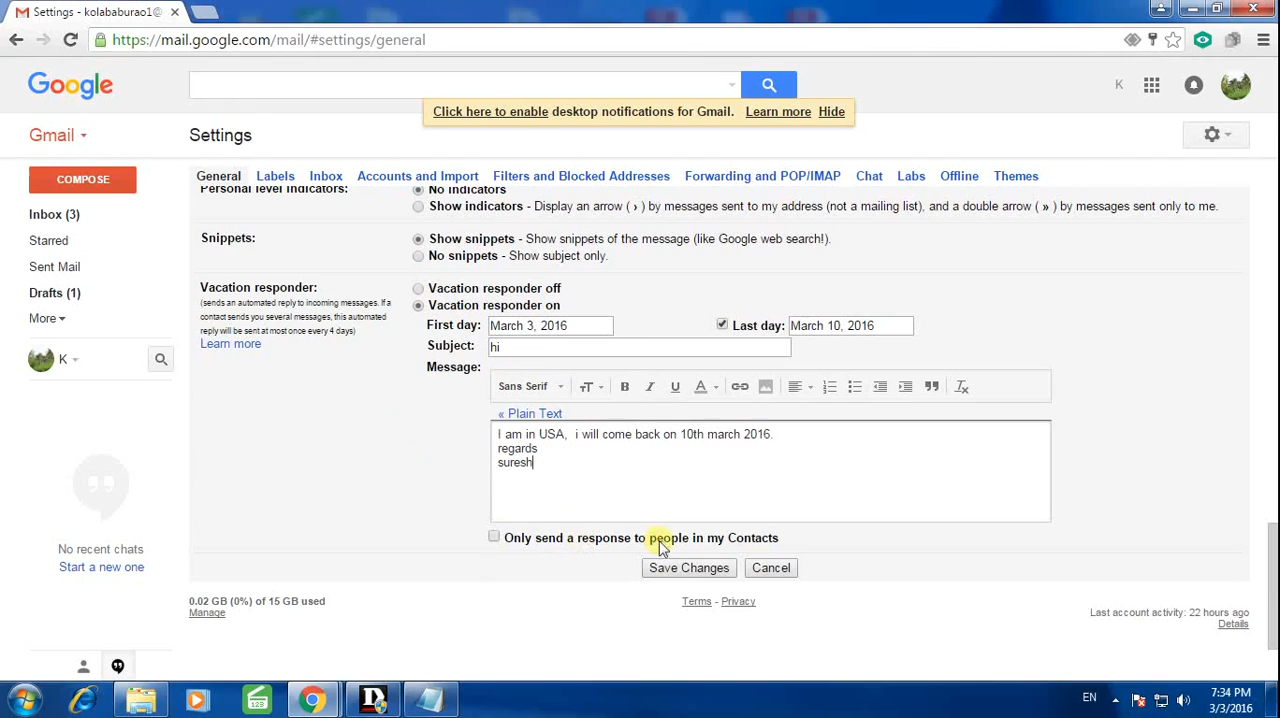 Settings - kolababurao1@
https://mail.google.com/mail/#settings/general
Google
K
Click here to enable desktop notifications for Gmail. Learn more Hide
Gmail
Settings
COMPOSE
General Labels Inbox Accounts and Import Filters and Blocked Addresses Forwarding and POP/IMAP Chat Labs Offline Themes
Personal level indicators:
No indicators
Show indicators - Display an arrow ( › ) by messages sent to my address (not a mailing list), and a double arrow ( » ) by messages sent only to me.
Inbox (3)
Starred
Sent Mail
Drafts (1)
More
K
Snippets:
Show snippets - Show snippets of the message (like Google web search!).
No snippets - Show subject only.
Vacation responder:
(sends an automated reply to incoming messages. If a
contact sends you several messages, this automated
reply will be sent at most once every 4 days)
Learn more
Vacation responder off
Vacation responder on
First day: March 3, 2016 Last day: March 10, 2016
Subject: hi
Message:
Sans Serif
« Plain Text
I am in USA, i will come back on 10th march 2016.
regards
suresh
Only send a response to people in my Contacts
Save Changes Cancel
No recent chats
Start a new one
0.02 GB (0%) of 15 GB used
Manage
Terms - Privacy
Last account activity: 22 hours ago
Details
123
EN
7:34 PM
3/3/2016